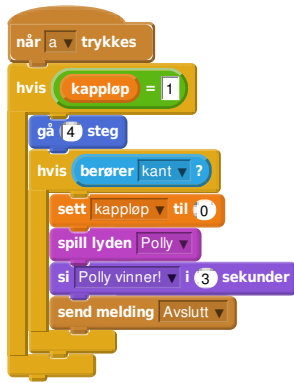 når a trykkes
hvis kappløp = 1
gå 4 steg
hvis berører kant ?
sett kappløp til 0
spill lyden Polly
si Polly vinner! i 3 sekunder
send melding Avslutt